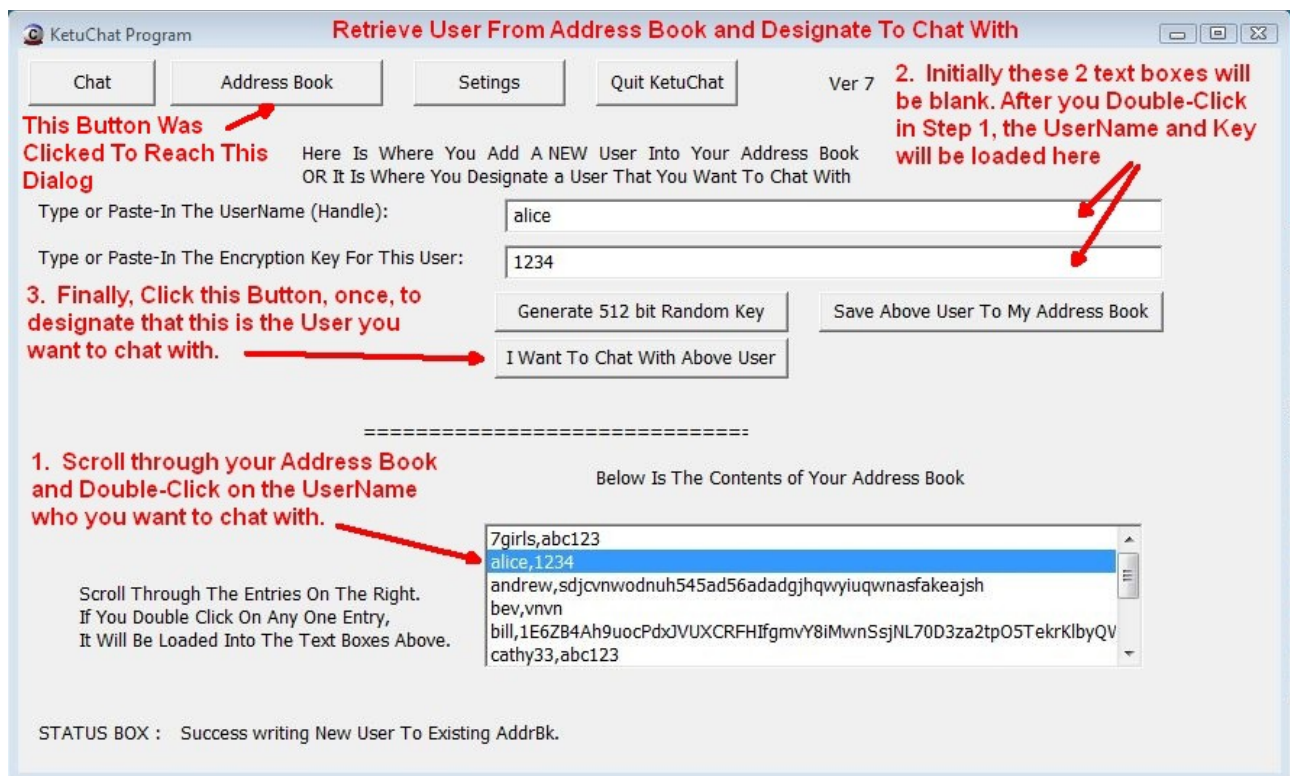 KetuChat Program
Retrieve User From Address Book and Designate To Chat With
Chat
Address Book
Setings
Quit KetuChat
Ver 7
2. Initially these 2 text boxes will
be blank. After you Double-Click
in Step 1, the UserName and Key
will be loaded here
This Button Was
Clicked To Reach This
Dialog
Here Is Where You Add A NEW User Into Your Address Book
OR It Is Where You Designate a User That You Want To Chat With
Type or Paste-In The UserName (Handle):
alice
Type or Paste-In The Encryption Key For This User:
1234
3. Finally, Click this Button, once, to
designate that this is the User you
want to chat with.
Generate 512 bit Random Key
Save Above User To My Address Book
I Want To Chat With Above User
==============================
1. Scroll through your Address Book
and Double-Click on the UserName
who you want to chat with.
Below Is The Contents of Your Address Book
7girls,abc123
alice,1234
andrew,sdjcvnwodnuh545ad56adadgjhqwyiuqwnasfakeajsh
bev,vnvn
bill,1E6ZB4Ah9uocPdxJVUXCRFHIfgmvY8iMwnSsjNL70D3za2tpO5TekrKlbyQW
cathy33,abc123
Scroll Through The Entries On The Right.
If You Double Click On Any One Entry,
It Will Be Loaded Into The Text Boxes Above.
STATUS BOX : Success writing New User To Existing AddrBk.